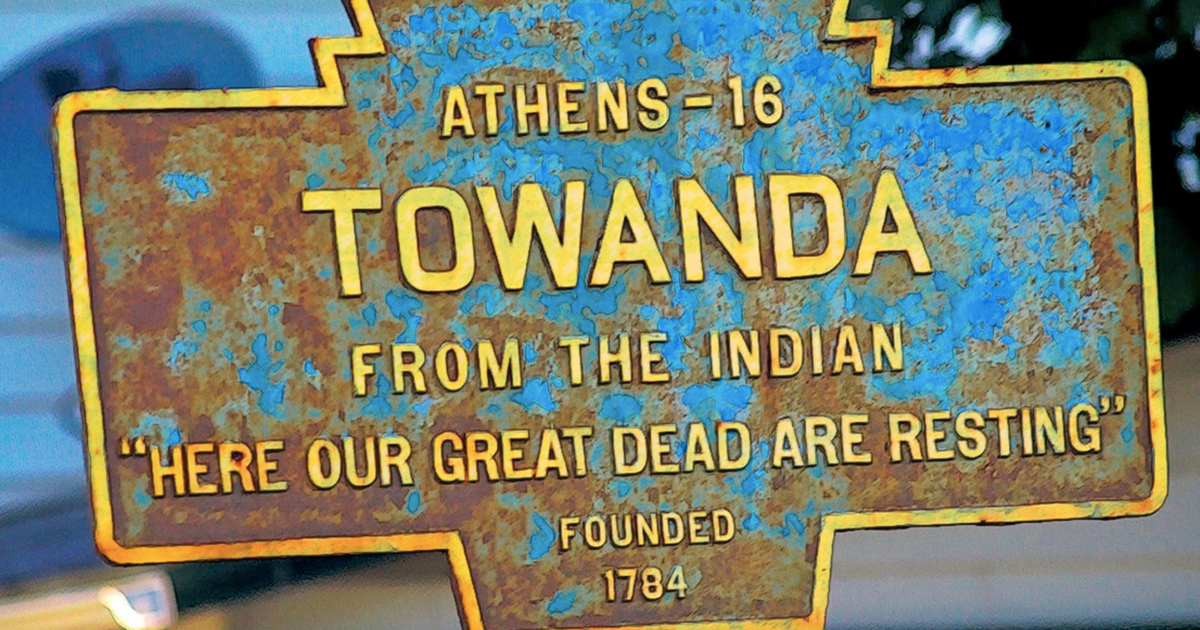 ATHENS-16
TOWANDA
FROM THE INDIAN
“HERE OUR GREAT DEAD ARE RESTING”
FOUNDED
1784